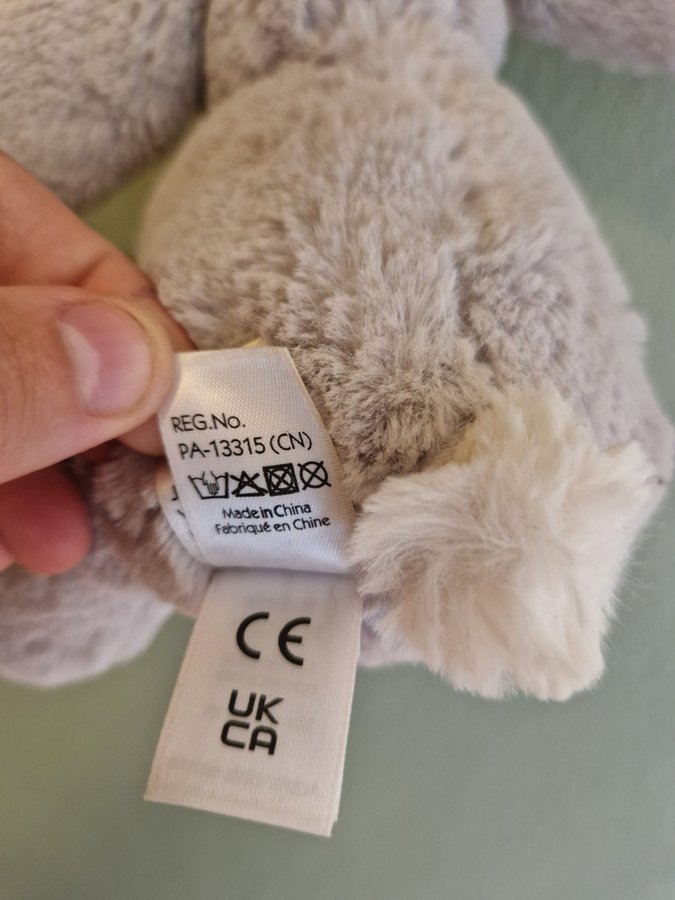 REG.No.
PA-13315 (CN)
Made in China
Fabriqué en Chine
CE
UK
CA